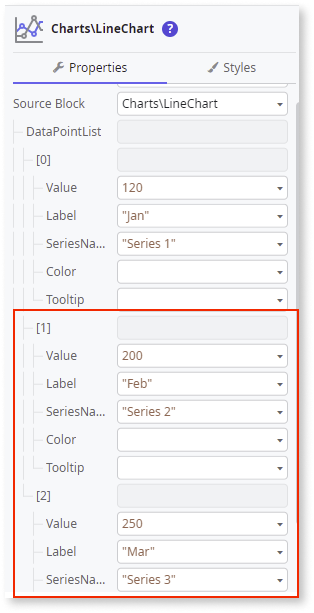 Charts\LineChart ?
Properties Styles
Source Block Charts\LineChart
DataPointList
[0]
Value 120
Label "Jan"
SeriesNa... "Series 1"
Color
Tooltip
[1]
Value 200
Label "Feb"
SeriesNa... "Series 2"
Color
Tooltip
[2]
Value 250
Label "Mar"
SeriesNa... "Series 3"